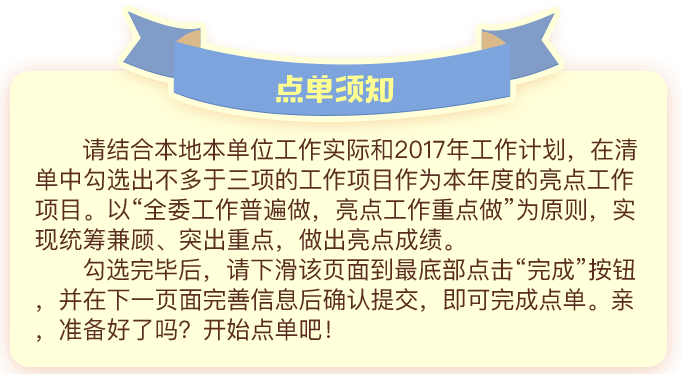 点单须知
请结合本地本单位工作实际和2017年工作计划，在清
单中勾选出不多于三项的工作项目作为本年度的亮点工作
项目。以“全委工作普遍做，亮点工作重点做”为原则，实
现统筹兼顾、突出重点，做出亮点成绩。
勾选完毕后，请下滑该页面到最底部点击“完成”按钮
，并在下一页面完善信息后确认提交，即可完成点单。亲
，准备好了吗？开始点单吧！